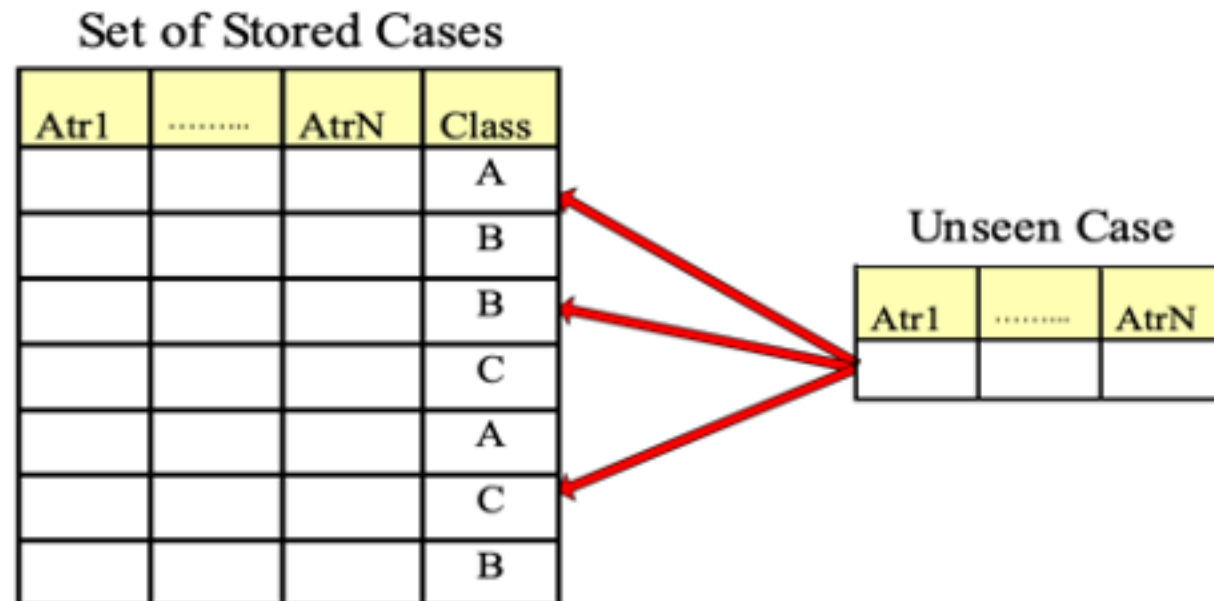 Set of Stored Cases
Atr1 ......... AtrN Class
A
B
B
C
A
C
B
Unseen Case
Atr1 ......... AtrN